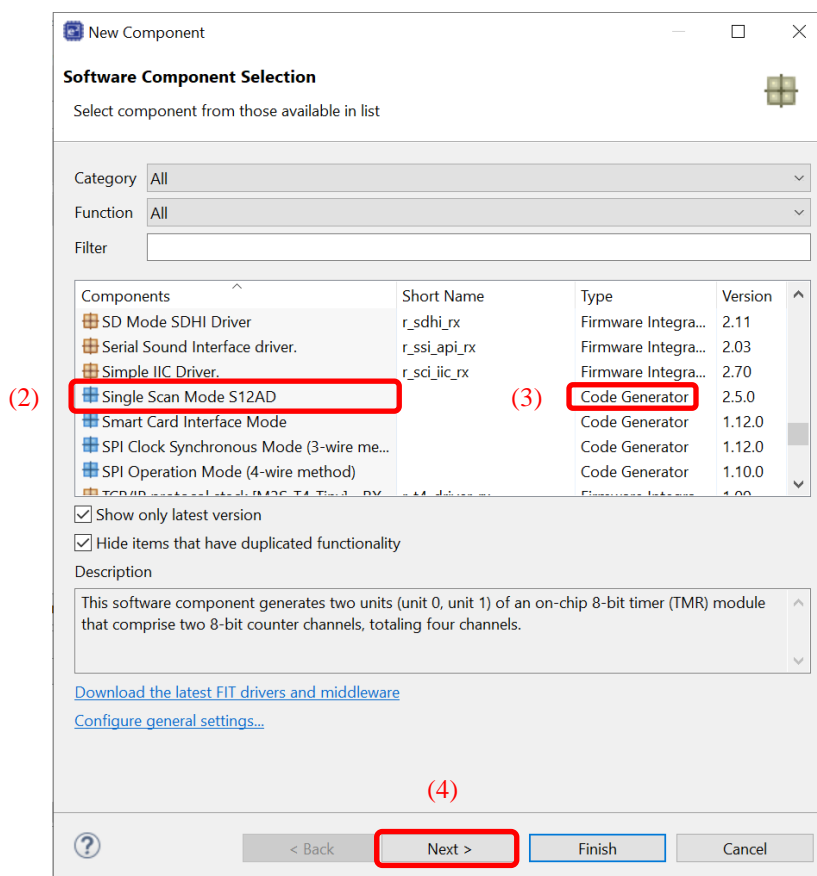 New Component
Software Component Selection
Select component from those available in list
Category All
Function All
Filter
Components Short Name Type Version
SD Mode SDHI Driver r_sdhi_rx Firmware Integra... 2.11
Serial Sound Interface driver. r_ssi_api_rx Firmware Integra... 2.03
Simple IIC Driver. r_sci_iic_rx Firmware Integra... 2.70
(2) Single Scan Mode S12AD (3) Code Generator 2.5.0
Smart Card Interface Mode Code Generator 1.12.0
SPI Clock Synchronous Mode (3-wire me... Code Generator 1.12.0
SPI Operation Mode (4-wire method) Code Generator 1.10.0
Show only latest version
Hide items that have duplicated functionality
Description
This software component generates two units (unit 0, unit 1) of an on-chip 8-bit timer (TMR) module
that comprise two 8-bit counter channels, totaling four channels.
Download the latest FIT drivers and middleware
Configure general settings...
(4)
? < Back Next > Finish Cancel